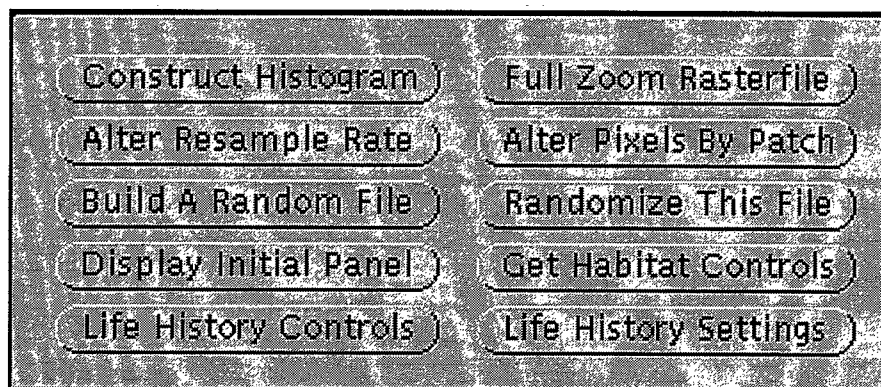 Construct Histogram Full Zoom Rasterfile
Alter Resample Rate Alter Pixels By Patch
Build A Random File Randomize This File
Display Initial Panel Get Habitat Controls
Life History Controls Life History Settings